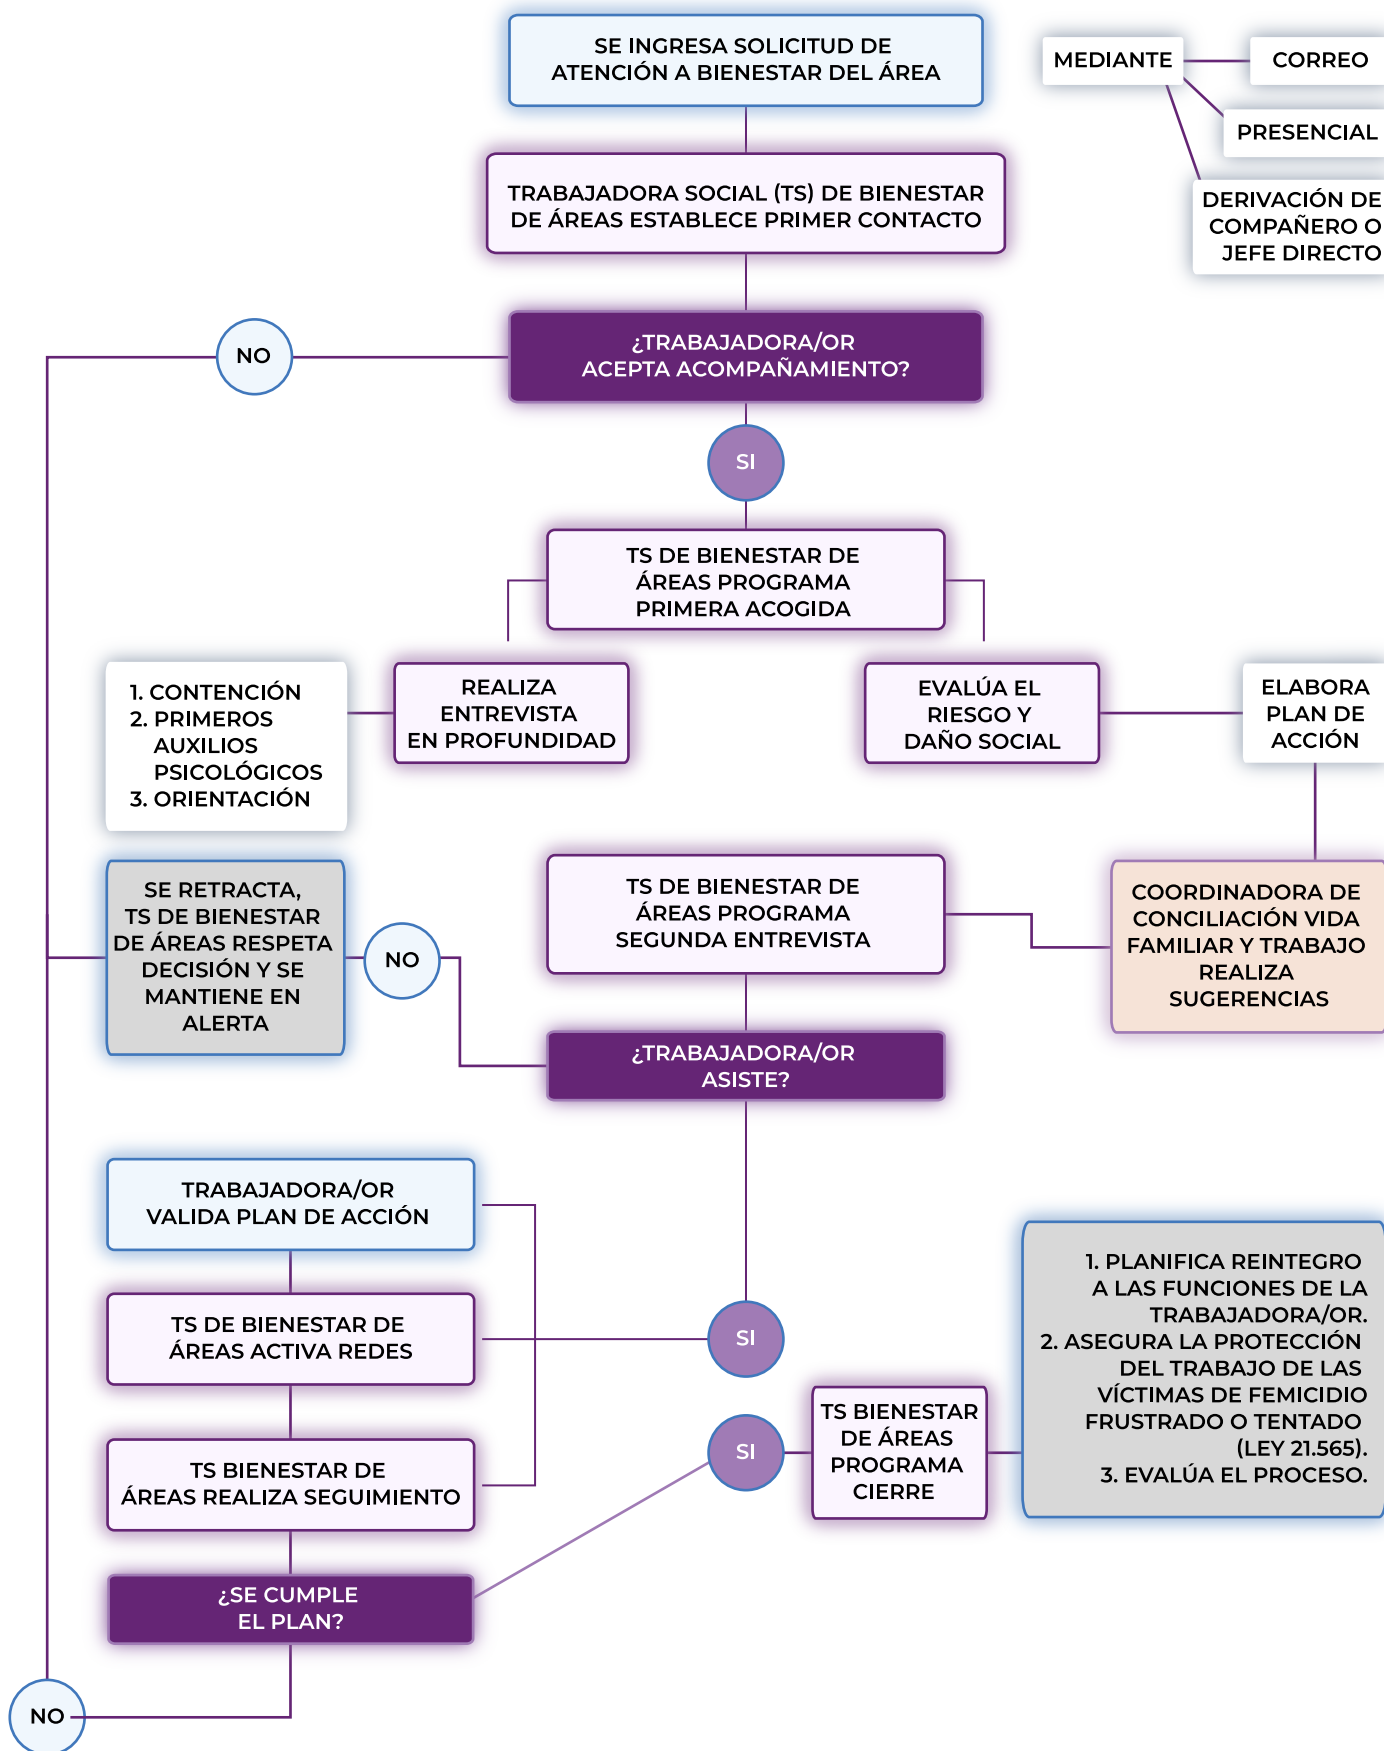 SE INGRESA SOLICITUD DE
ATENCIÓN A BIENESTAR DEL ÁREA
MEDIANTE
CORREO
PRESENCIAL
DERIVACIÓN DE
COMPAÑERO O
JEFE DIRECTO
TRABAJADORA SOCIAL (TS) DE BIENESTAR
DE ÁREAS ESTABLECE PRIMER CONTACTO
¿TRABAJADORA/OR
ACEPTA ACOMPAÑAMIENTO?
NO
SI
TS DE BIENESTAR DE
ÁREAS PROGRAMA
PRIMERA ACOGIDA
1. CONTENCIÓN
2. PRIMEROS
AUXILIOS
PSICOLÓGICOS
3. ORIENTACIÓN
REALIZA
ENTREVISTA
EN PROFUNDIDAD
EVALÚA EL
RIESGO Y
DAÑO SOCIAL
ELABORA
PLAN DE
ACCIÓN
SE RETRACTA,
TS DE BIENESTAR
DE ÁREAS RESPETA
DECISIÓN Y SE
MANTIENE EN
ALERTA
NO
TS DE BIENESTAR DE
ÁREAS PROGRAMA
SEGUNDA ENTREVISTA
COORDINADORA DE
CONCILIACIÓN VIDA
FAMILIAR Y TRABAJO
REALIZA
SUGERENCIAS
¿TRABAJADORA/OR
ASISTE?
TRABAJADORA/OR
VALIDA PLAN DE ACCIÓN
TS DE BIENESTAR DE
ÁREAS ACTIVA REDES
SI
TS BIENESTAR DE
ÁREAS REALIZA SEGUIMIENTO
SI
TS BIENESTAR
DE ÁREAS
PROGRAMA
CIERRE
1. PLANIFICA REINTEGRO
A LAS FUNCIONES DE LA
TRABAJADORA/OR.
2. ASEGURA LA PROTECCIÓN
DEL TRABAJO DE LAS
VÍCTIMAS DE FEMICIDIO
FRUSTRADO O TENTADO
(LEY 21.565).
3. EVALÚA EL PROCESO.
¿SE CUMPLE
EL PLAN?
NO